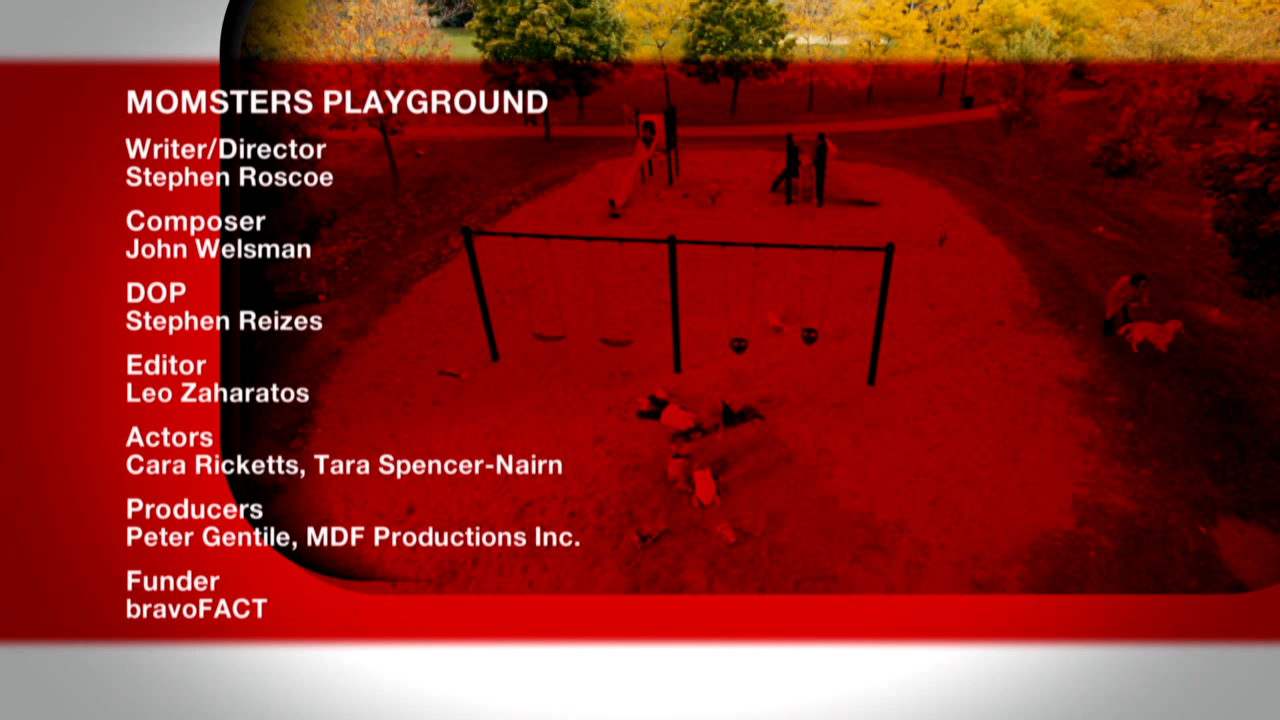 MOMSTERS PLAYGROUND
Writer/Director
Stephen Roscoe
Composer
John Welsman
DOP
Stephen Reizes
Editor
Leo Zaharatos
Actors
Cara Ricketts, Tara Spencer-Nairn
Producers
Peter Gentile, MDF Productions Inc.
Funder
bravoFACT